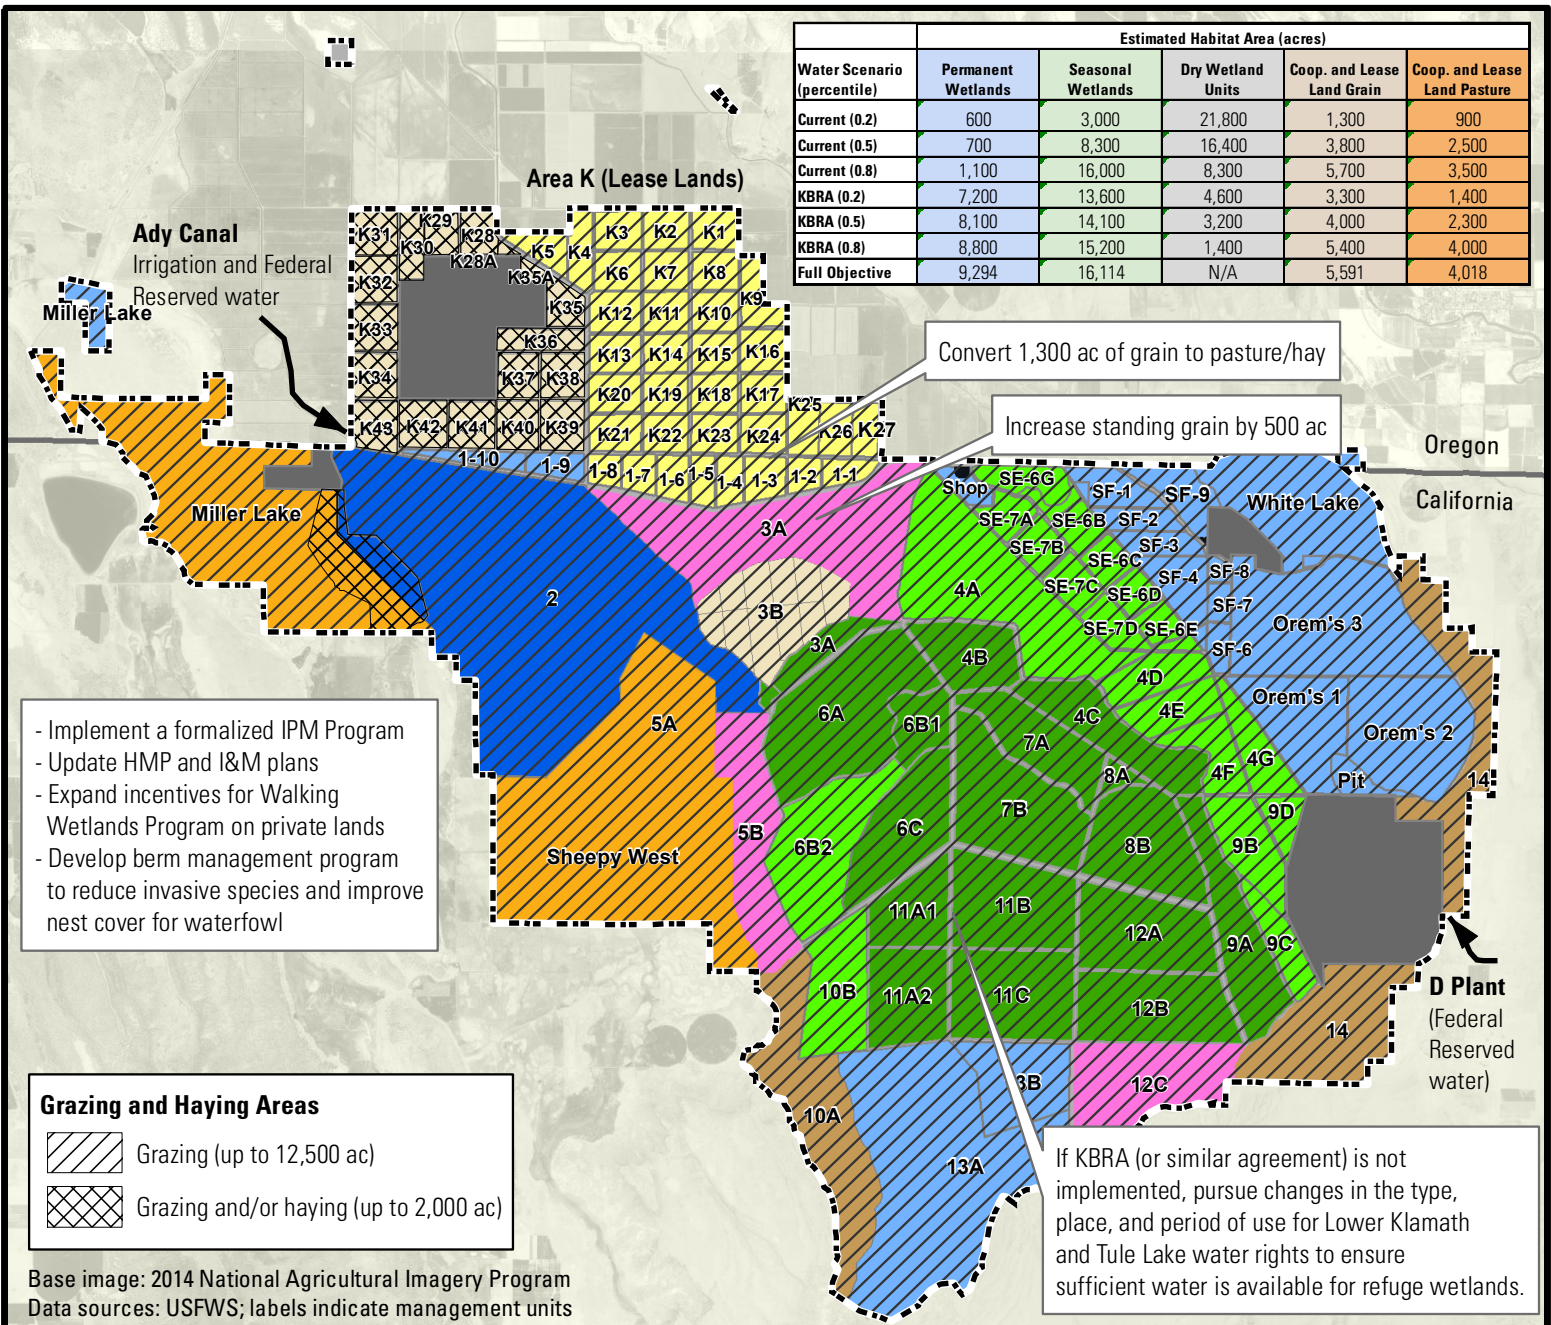 Estimated Habitat Area (acres)
Water Scenario (percentile) Permanent Wetlands Seasonal Wetlands Dry Wetland Units Coop. and Lease Land Grain Coop. and Lease Land Pasture
Current (0.2) 600 3,000 21,800 1,300 900
Current (0.5) 700 8,300 16,400 3,800 2,500
Current (0.8) 1,100 16,000 8,300 5,700 3,500
KBRA (0.2) 7,200 13,600 4,600 3,300 1,400
KBRA (0.5) 8,100 14,100 3,200 4,000 2,300
KBRA (0.8) 8,800 15,200 1,400 5,400 4,000
Full Objective 9,294 16,114 N/A 5,591 4,018
Area K (Lease Lands)
Ady Canal
Irrigation and Federal
Reserved water
Miller Lake
K31 K30 K29 K28 K5 K4 K3 K2 K1
K28A
K32 K35A K6 K7 K8
K35 K9
K33 K12 K11 K10
K36 K13 K14 K15 K16
K34 K37 K38 K20 K19 K18 K17
K25
K43 K42 K41 K40 K39 K21 K22 K23 K24 K26 K27
Convert 1,300 ac of grain to pasture/hay
Increase standing grain by 500 ac
Oregon
California
1-10 1-9 1-8 1-7 1-6 1-5 1-4 1-3 1-2 1-1
Shop SE-6G SF-1 SF-9 White Lake
Miller Lake 3A SE-7A SE-6B SF-2
SE-7B SE-6C SF-3
SF-4 SF-8
2 3B 4A SE-7C SE-6D SF-7
SE-7D SE-6E Orem's 3
3A 4B SF-6
4D
Orem's 1
5A 6A 6B1 4C 4E
7A Orem's 2
8A 4F 4G
Pit 14
5B 6C 7B 9D
Sheepy West 6B2 8B 9B
11A1 11B
12A 9A 9C
10B 11A2 11C 12B
14
3B 12C
10A
13A
- Implement a formalized IPM Program
- Update HMP and I&M plans
- Expand incentives for Walking
Wetlands Program on private lands
- Develop berm management program
to reduce invasive species and improve
nest cover for waterfowl
D Plant
(Federal
Reserved
water)
Grazing and Haying Areas
Grazing (up to 12,500 ac)
Grazing and/or haying (up to 2,000 ac)
If KBRA (or similar agreement) is not
implemented, pursue changes in the type,
place, and period of use for Lower Klamath
and Tule Lake water rights to ensure
sufficient water is available for refuge wetlands.
Base image: 2014 National Agricultural Imagery Program
Data sources: USFWS; labels indicate management units